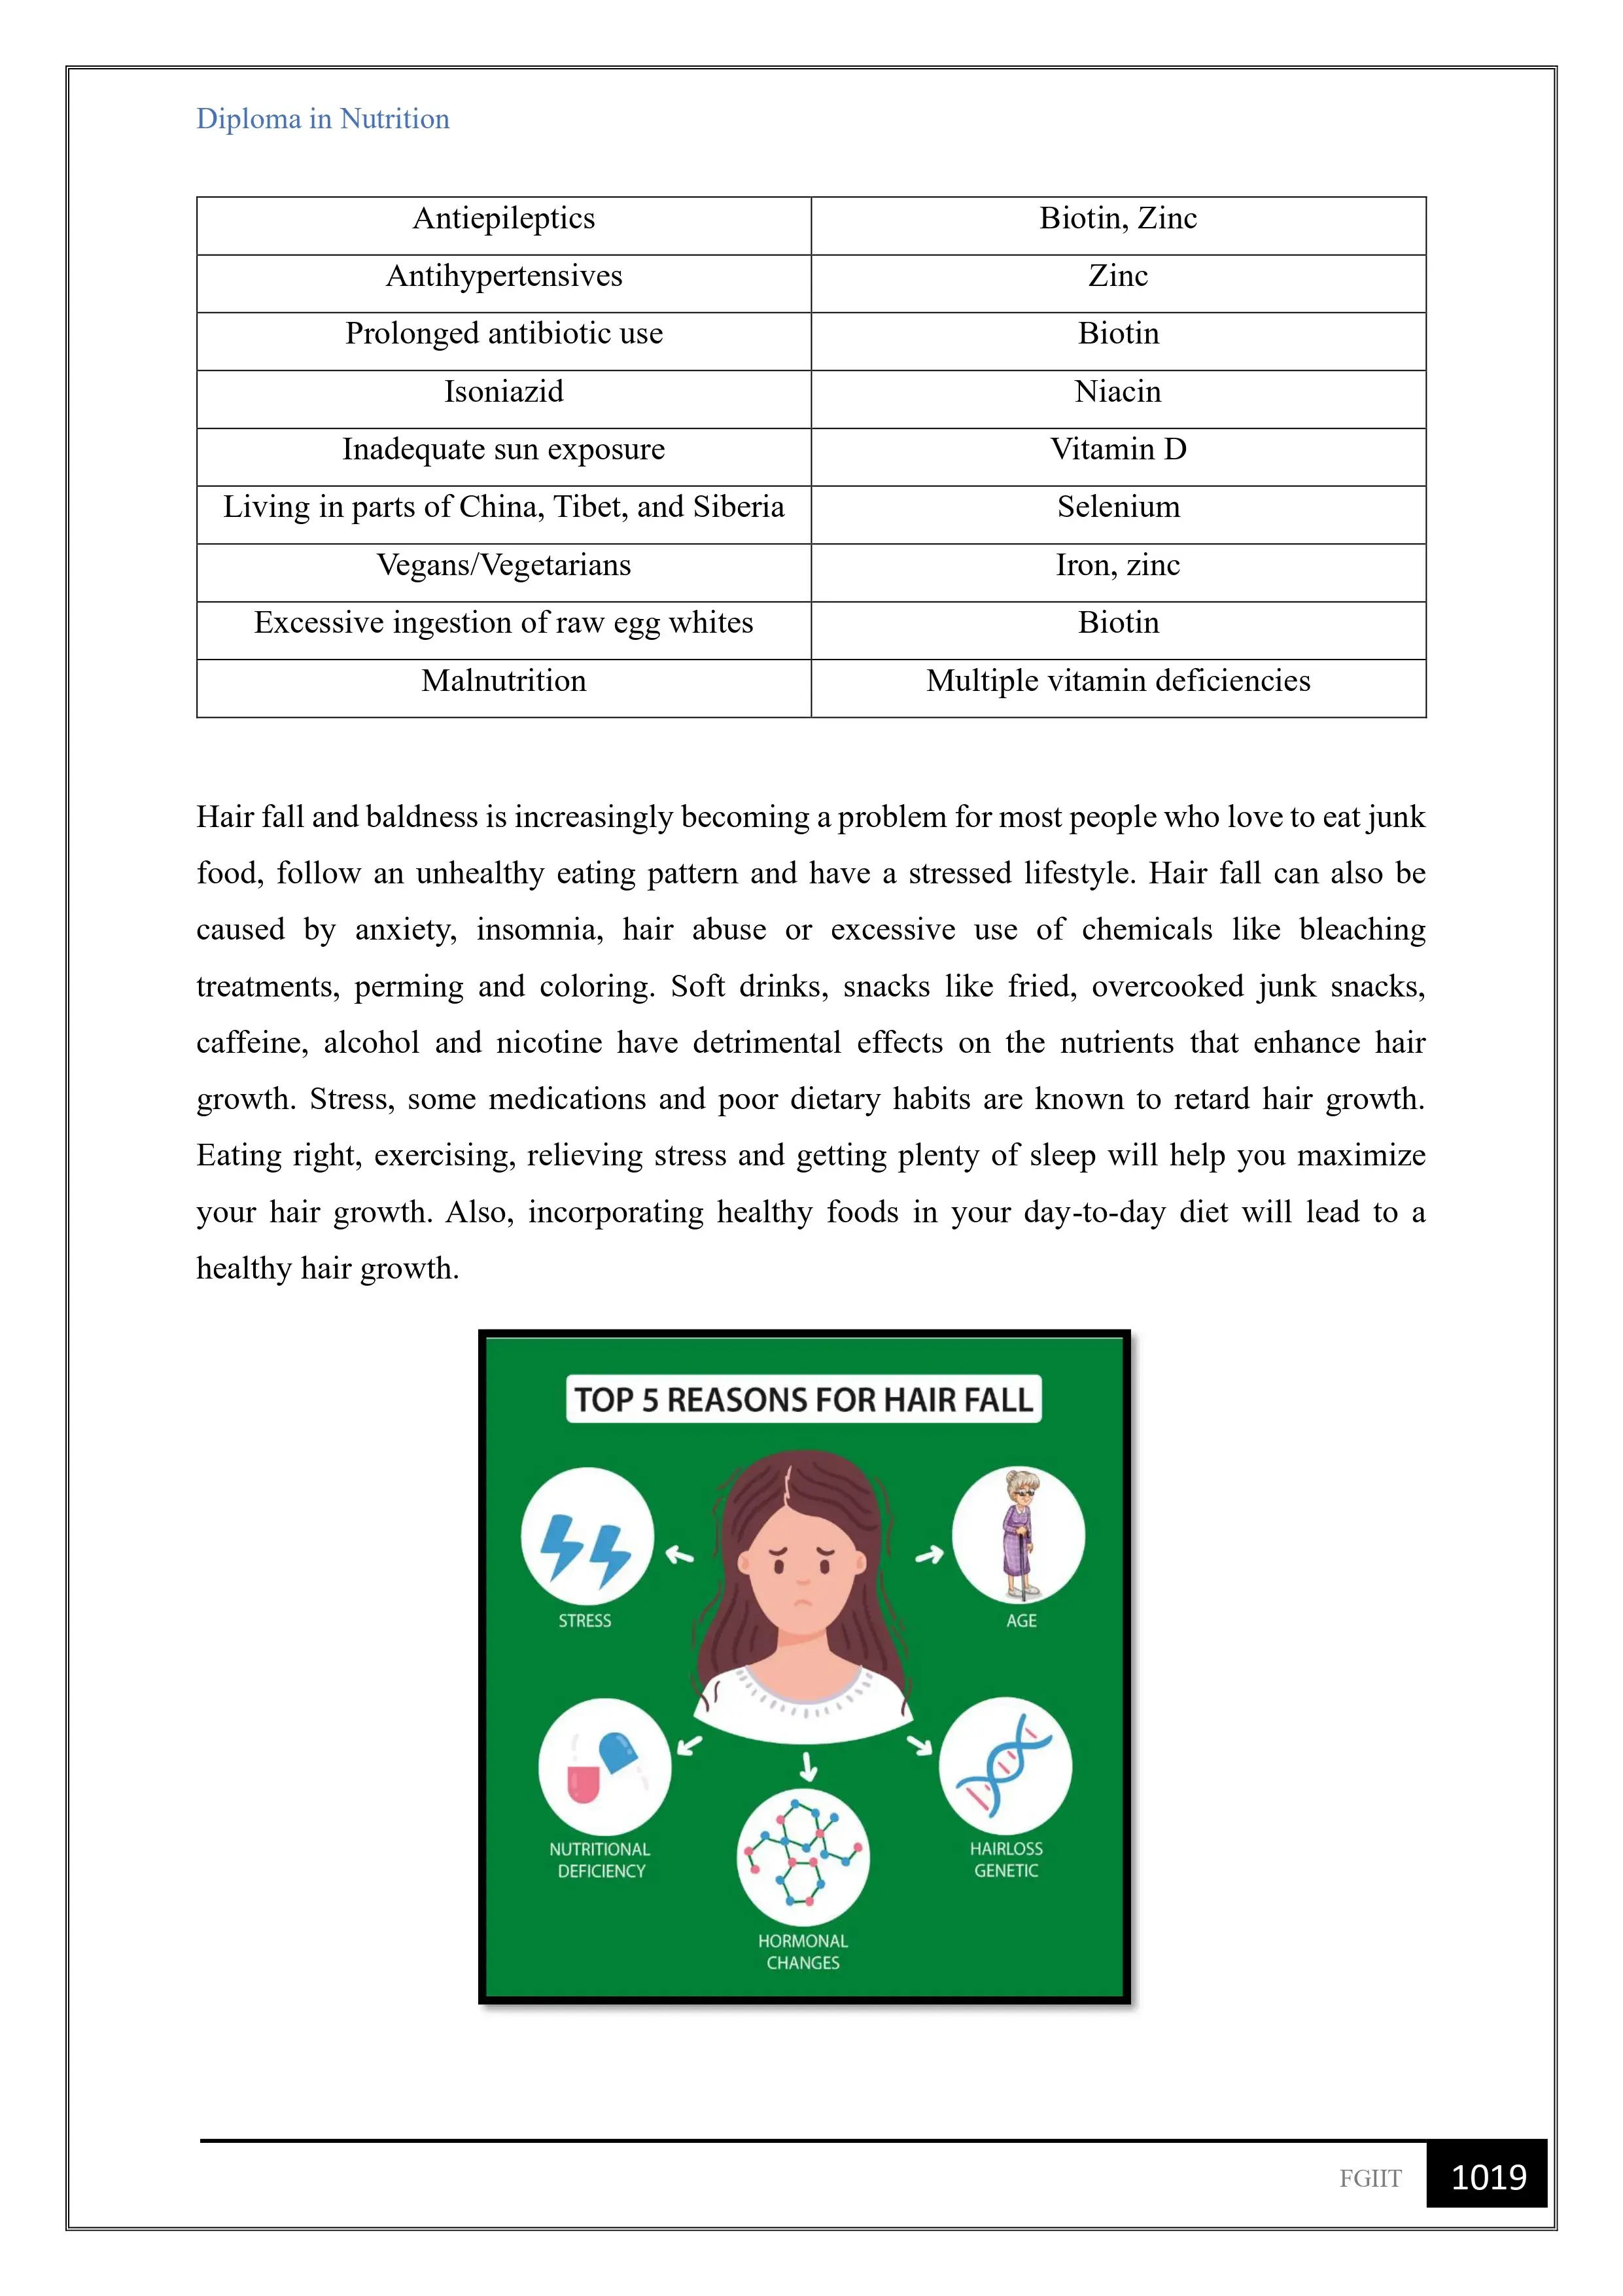 Diploma in Nutrition
Antiepileptics Biotin, Zinc
Antihypertensives Zinc
Prolonged antibiotic use Biotin
Isoniazid Niacin
Inadequate sun exposure Vitamin D
Living in parts of China, Tibet, and Siberia Selenium
Vegans/Vegetarians Iron, zinc
Excessive ingestion of raw egg whites Biotin
Malnutrition Multiple vitamin deficiencies
Hair fall and baldness is increasingly becoming a problem for most people who love to eat junk
food, follow an unhealthy eating pattern and have a stressed lifestyle. Hair fall can also be
caused by anxiety, insomnia, hair abuse or excessive use of chemicals like bleaching
treatments, perming and coloring. Soft drinks, snacks like fried, overcooked junk snacks,
caffeine, alcohol and nicotine have detrimental effects on the nutrients that enhance hair
growth. Stress, some medications and poor dietary habits are known to retard hair growth.
Eating right, exercising, relieving stress and getting plenty of sleep will help you maximize
your hair growth. Also, incorporating healthy foods in your day-to-day diet will lead to a
healthy hair growth.
TOP 5 REASONS FOR HAIR FALL
STRESS
AGE
NUTRITIONAL
DEFICIENCY
HAIRLOSS
GENETIC
HORMONAL
CHANGES
FGIIT 1019